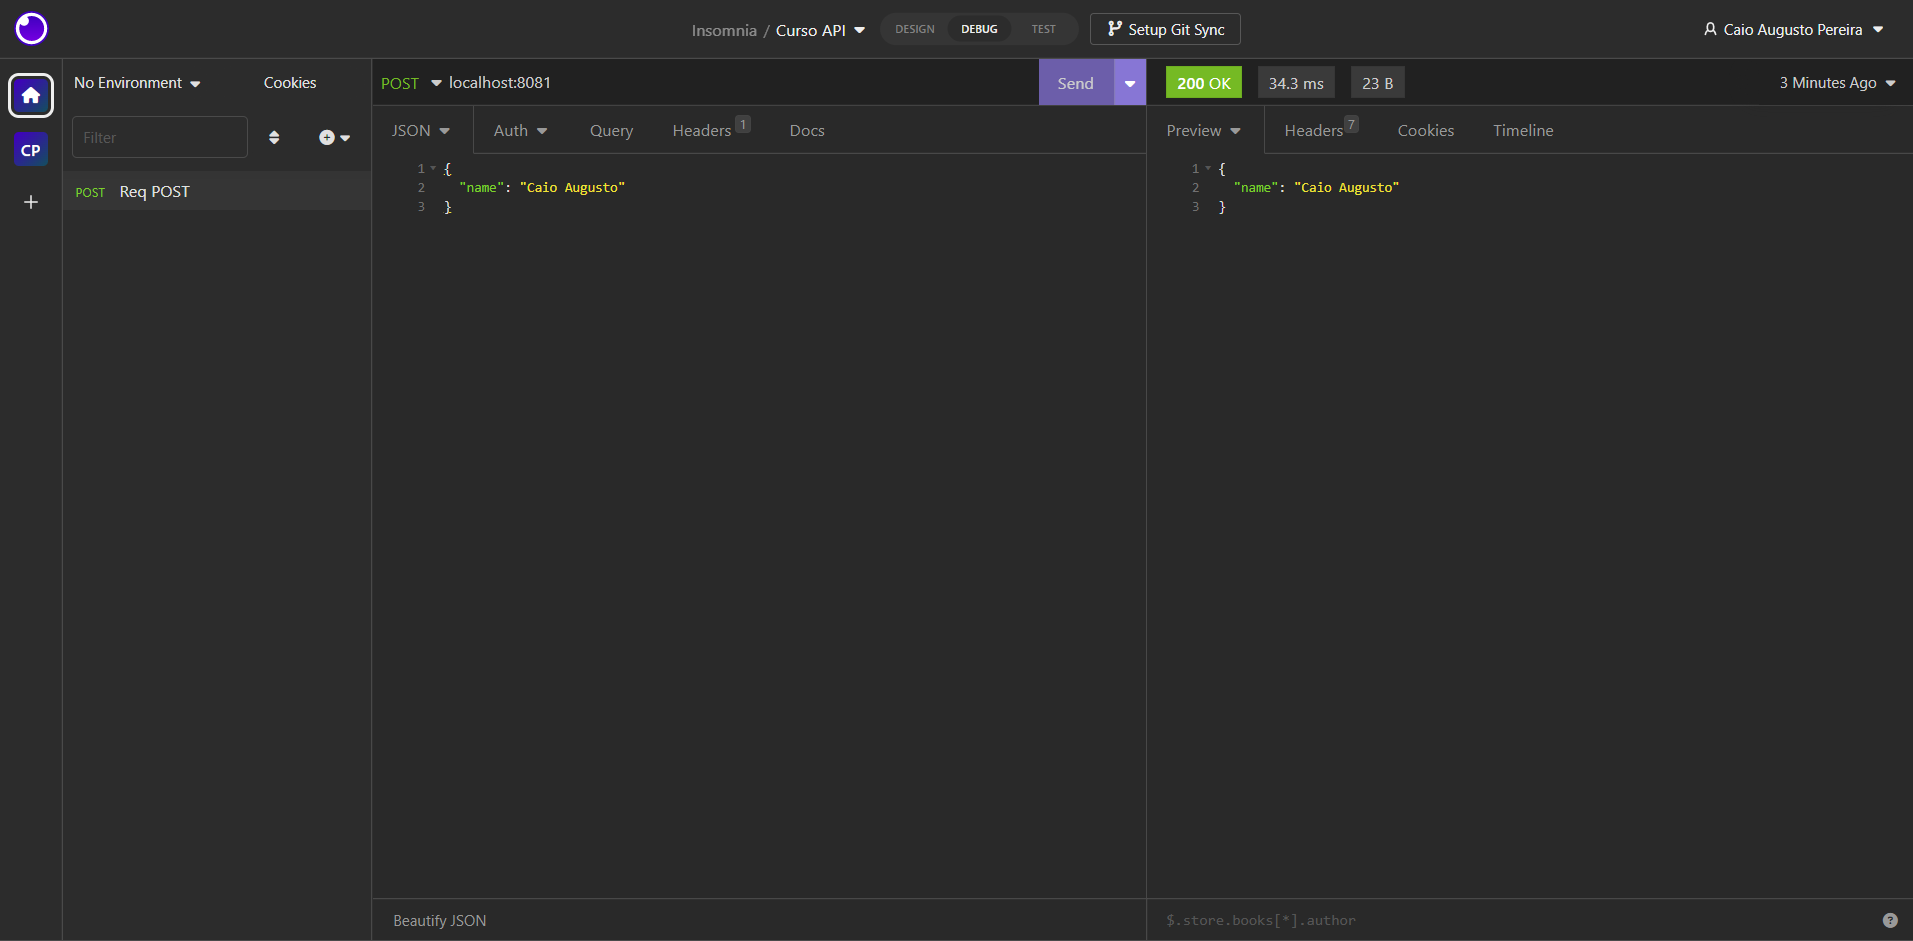 Insomnia / Curso API DESIGN DEBUG TEST Setup Git Sync Caio Augusto Pereira
No Environment Cookies
CP
Filter
POST Req POST
POST localhost:8081 Send
JSON Auth Query Headers 1 Docs
1 {
2 "name": "Caio Augusto"
3 }
Beautify JSON
200 OK 34.3 ms 23 B 3 Minutes Ago
Preview Headers 7 Cookies Timeline
1 {
2 "name": "Caio Augusto"
3 }
$.store.books[*].author